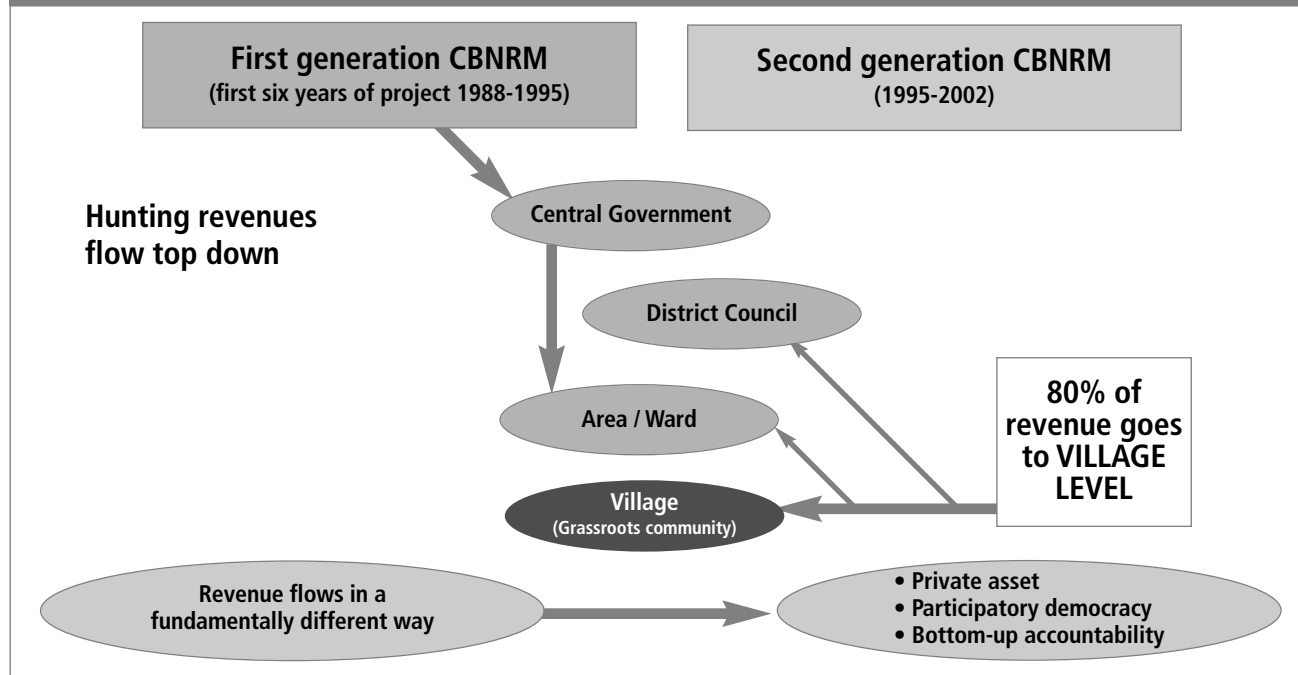 First generation CBNRM
(first six years of project 1988-1995)
Second generation CBNRM
(1995-2002)
Hunting revenues
flow top down
Central Government
District Council
Area / Ward
Village
(Grassroots community)
80% of
revenue goes
to VILLAGE
LEVEL
Revenue flows in a
fundamentally different way
• Private asset
• Participatory democracy
• Bottom-up accountability